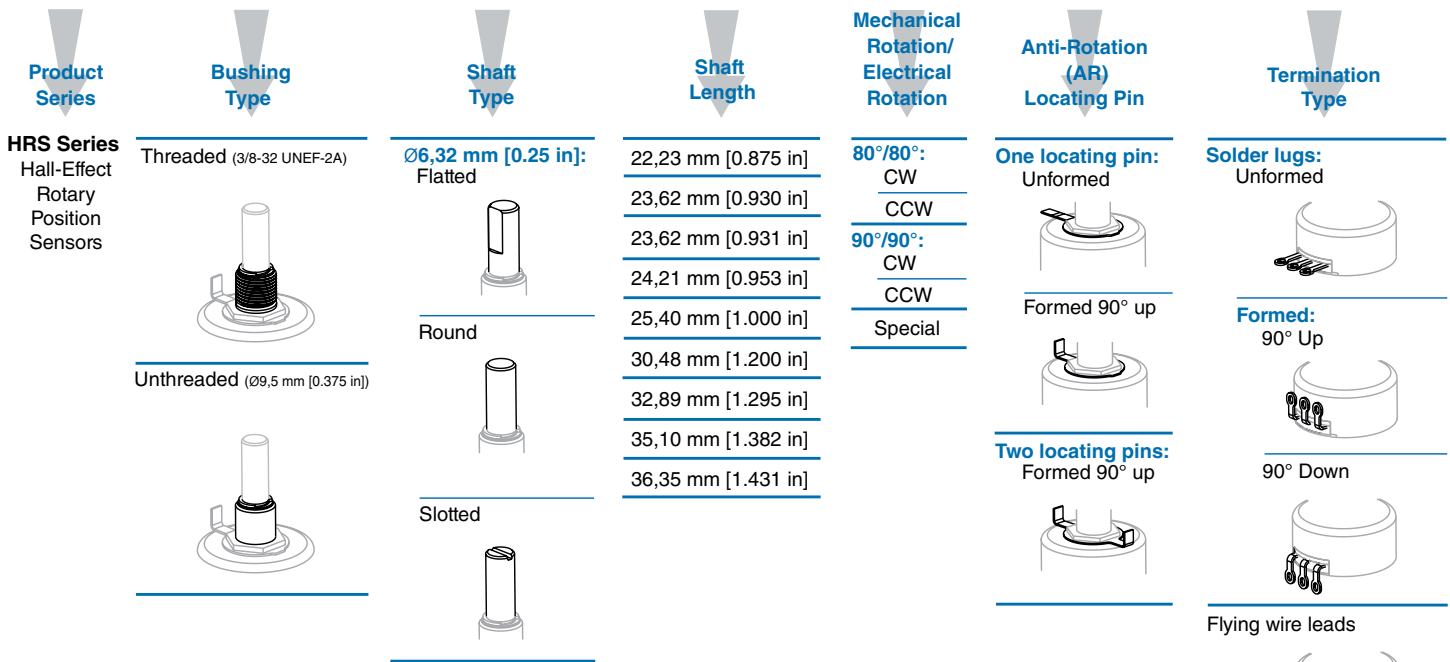 Product
Series
HRS Series
Hall-Effect
Rotary
Position
Sensors
Bushing
Type
Threaded (3/8-32 UNEF-2A)
Unthreaded (Ø9,5 mm [0.375 in])
Shaft
Type
Ø6,32 mm [0.25 in]:
Flatted
Round
Slotted
Shaft
Length
22,23 mm [0.875 in]
23,62 mm [0.930 in]
23,62 mm [0.931 in]
24,21 mm [0.953 in]
25,40 mm [1.000 in]
30,48 mm [1.200 in]
32,89 mm [1.295 in]
35,10 mm [1.382 in]
36,35 mm [1.431 in]
Mechanical
Rotation/
Electrical
Rotation
80°/80°:
CW
CCW
90°/90°:
CW
CCW
Special
Anti-Rotation
(AR)
Locating Pin
One locating pin:
Unformed
Formed 90° up
Two locating pins:
Formed 90° up
Termination
Type
Solder lugs:
Unformed
Formed:
90° Up
90° Down
Flying wire leads